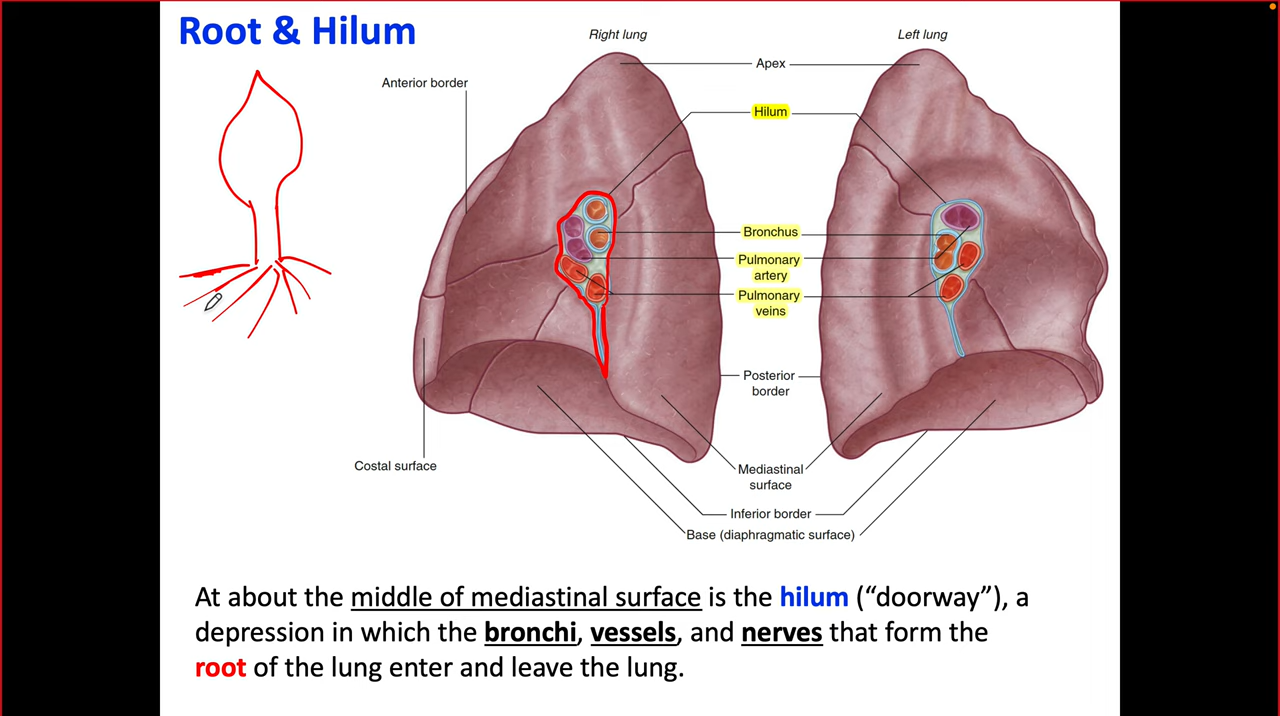 Root & Hilum
Right lung
Left lung
Apex
Anterior border
Hilum
Bronchus
Pulmonary
artery
Pulmonary
veins
Posterior
border
Costal surface
Mediastinal
surface
Inferior border
Base (diaphragmatic surface)
At about the middle of mediastinal surface is the hilum (“doorway”), a
depression in which the bronchi, vessels, and nerves that form the
root of the lung enter and leave the lung.